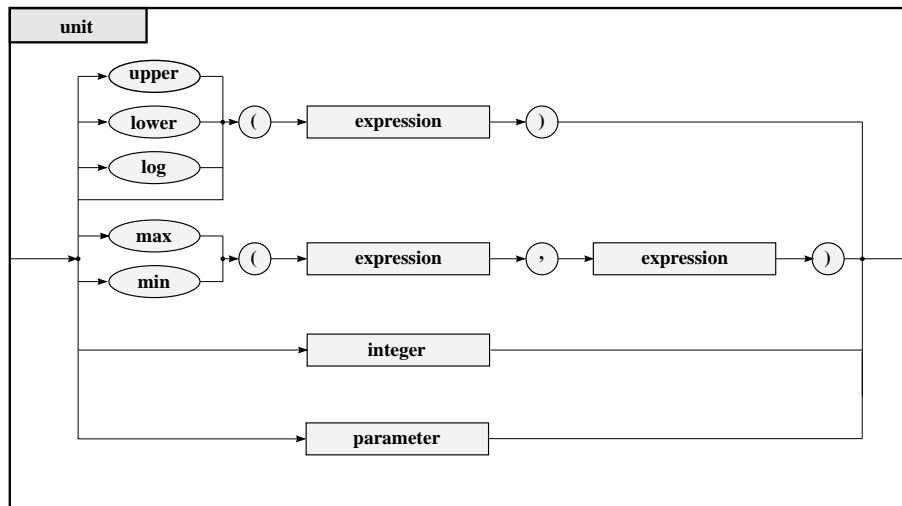 unit
upper
lower ( expression )
log
max
( expression , expression )
min
integer
parameter